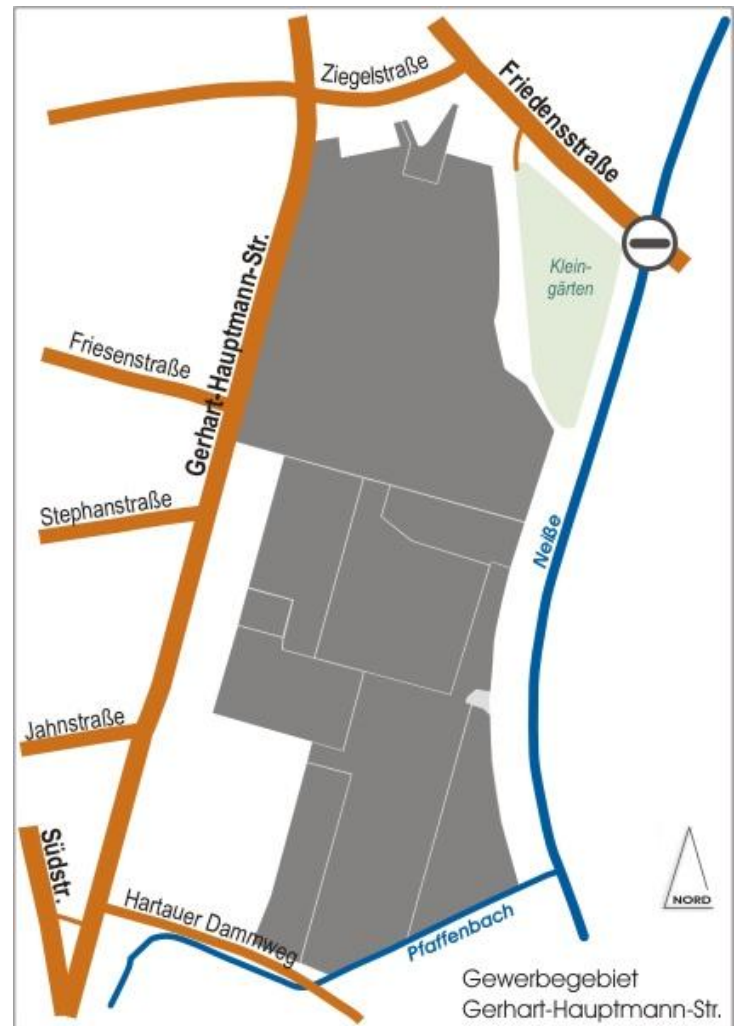 Ziegelstraße
Friedensstraße
Gerhart-Hauptmann-Str.
Klein-
gärten
Friesenstraße
Stephanstraße
Neiße
Jahnstraße
Südstr.
Hartauer Dammweg
Pfaffenbach
NORD
Gewerbegebiet
Gerhart-Hauptmann-Str.